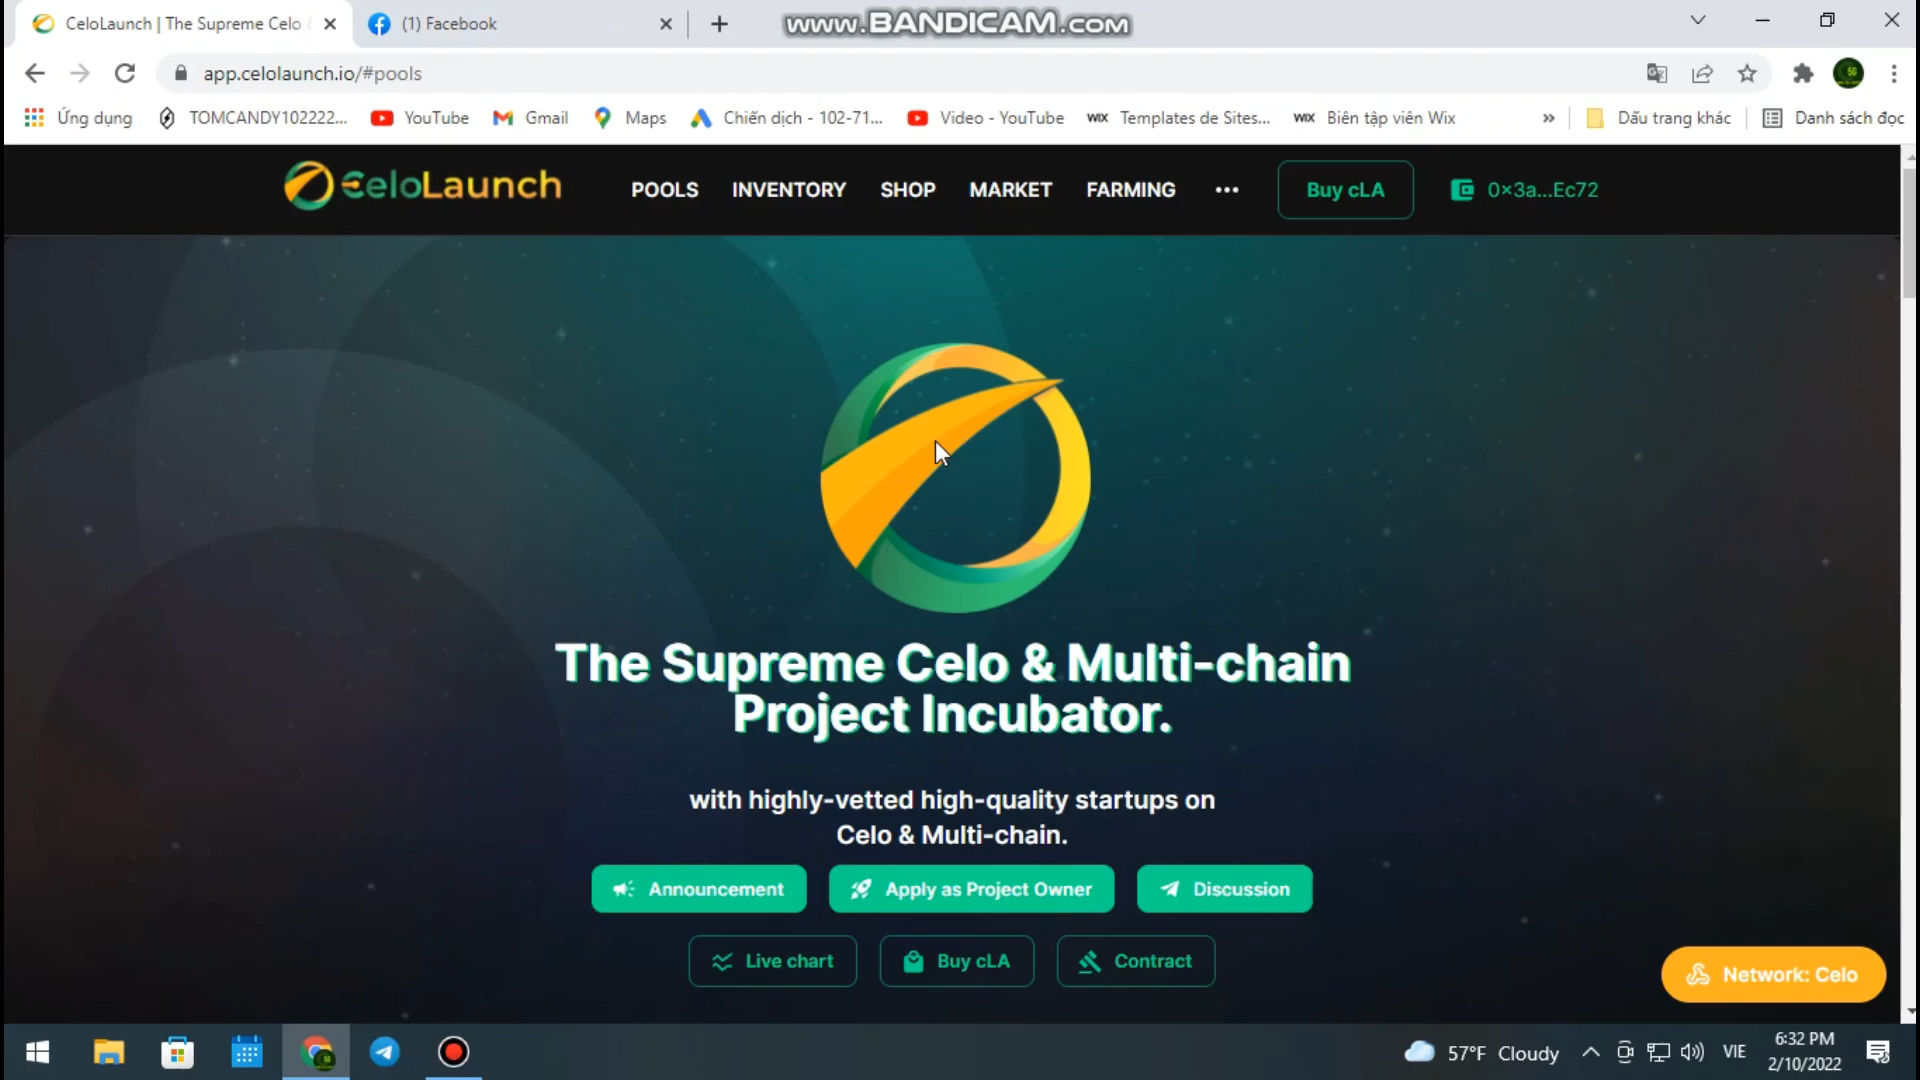 CeloLaunch | The Supreme Celo
(1) Facebook
www.BANDICAM.com
app.celolaunch.io/#pools
Ứng dụng
TOMCANDY102222...
YouTube
Gmail
Maps
Chiến dịch - 102-71...
Video - YouTube
WIX Templates de Sites...
WIX Biên tập viên Wix
»
Dấu trang khác
Danh sách đọc
CeloLaunch
POOLS
INVENTORY
SHOP
MARKET
FARMING
•••
Buy cLA
0×3a...Ec72
The Supreme Celo & Multi-chain
Project Incubator.
with highly-vetted high-quality startups on
Celo & Multi-chain.
Announcement
Apply as Project Owner
Discussion
Live chart
Buy cLA
Contract
Network: Celo
57°F Cloudy
VIE
6:32 PM
2/10/2022